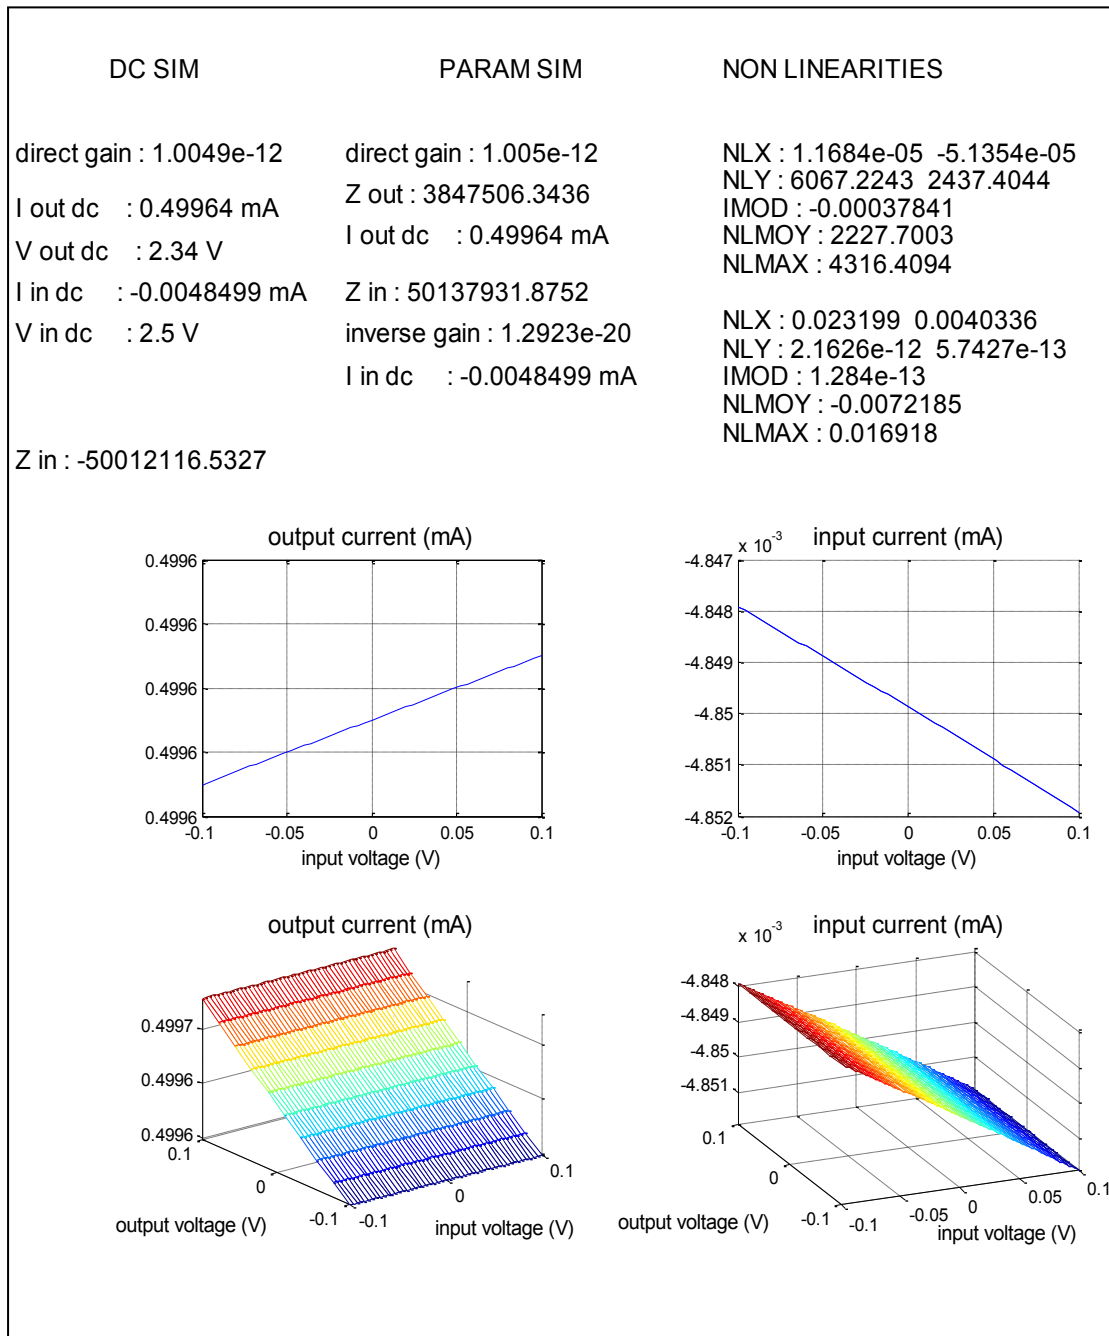 DC SIM
PARAM SIM
NON LINEARITIES
direct gain : 1.0049e-12
I out dc : 0.49964 mA
V out dc : 2.34 V
I in dc : -0.0048499 mA
V in dc : 2.5 V
Z in : -50012116.5327
direct gain : 1.005e-12
Z out : 3847506.3436
I out dc : 0.49964 mA
Z in : 50137931.8752
inverse gain : 1.2923e-20
I in dc : -0.0048499 mA
NLX : 1.1684e-05 -5.1354e-05
NLY : 6067.2243 2437.4044
IMOD : -0.00037841
NLMOY : 2227.7003
NLMAX : 4316.4094
NLX : 0.023199 0.0040336
NLY : 2.1626e-12 5.7427e-13
IMOD : 1.284e-13
NLMOY : -0.0072185
NLMAX : 0.016918
output current (mA)
0.4996
0.4996
0.4996
0.4996
0.4996
-0.1 -0.05 0 0.05 0.1
input voltage (V)
input current (mA)
x 10^-3
-4.847
-4.848
-4.849
-4.85
-4.851
-4.852
-0.1 -0.05 0 0.05 0.1
input voltage (V)
output current (mA)
0.4997
0.4996
0.4996
0.1
0
-0.1
-0.1
0
0.1
output voltage (V)
input voltage (V)
input current (mA)
x 10^-3
-4.848
-4.849
-4.85
-4.851
0.1
0
-0.1
-0.1
-0.05
0
0.05
0.1
output voltage (V)
input voltage (V)